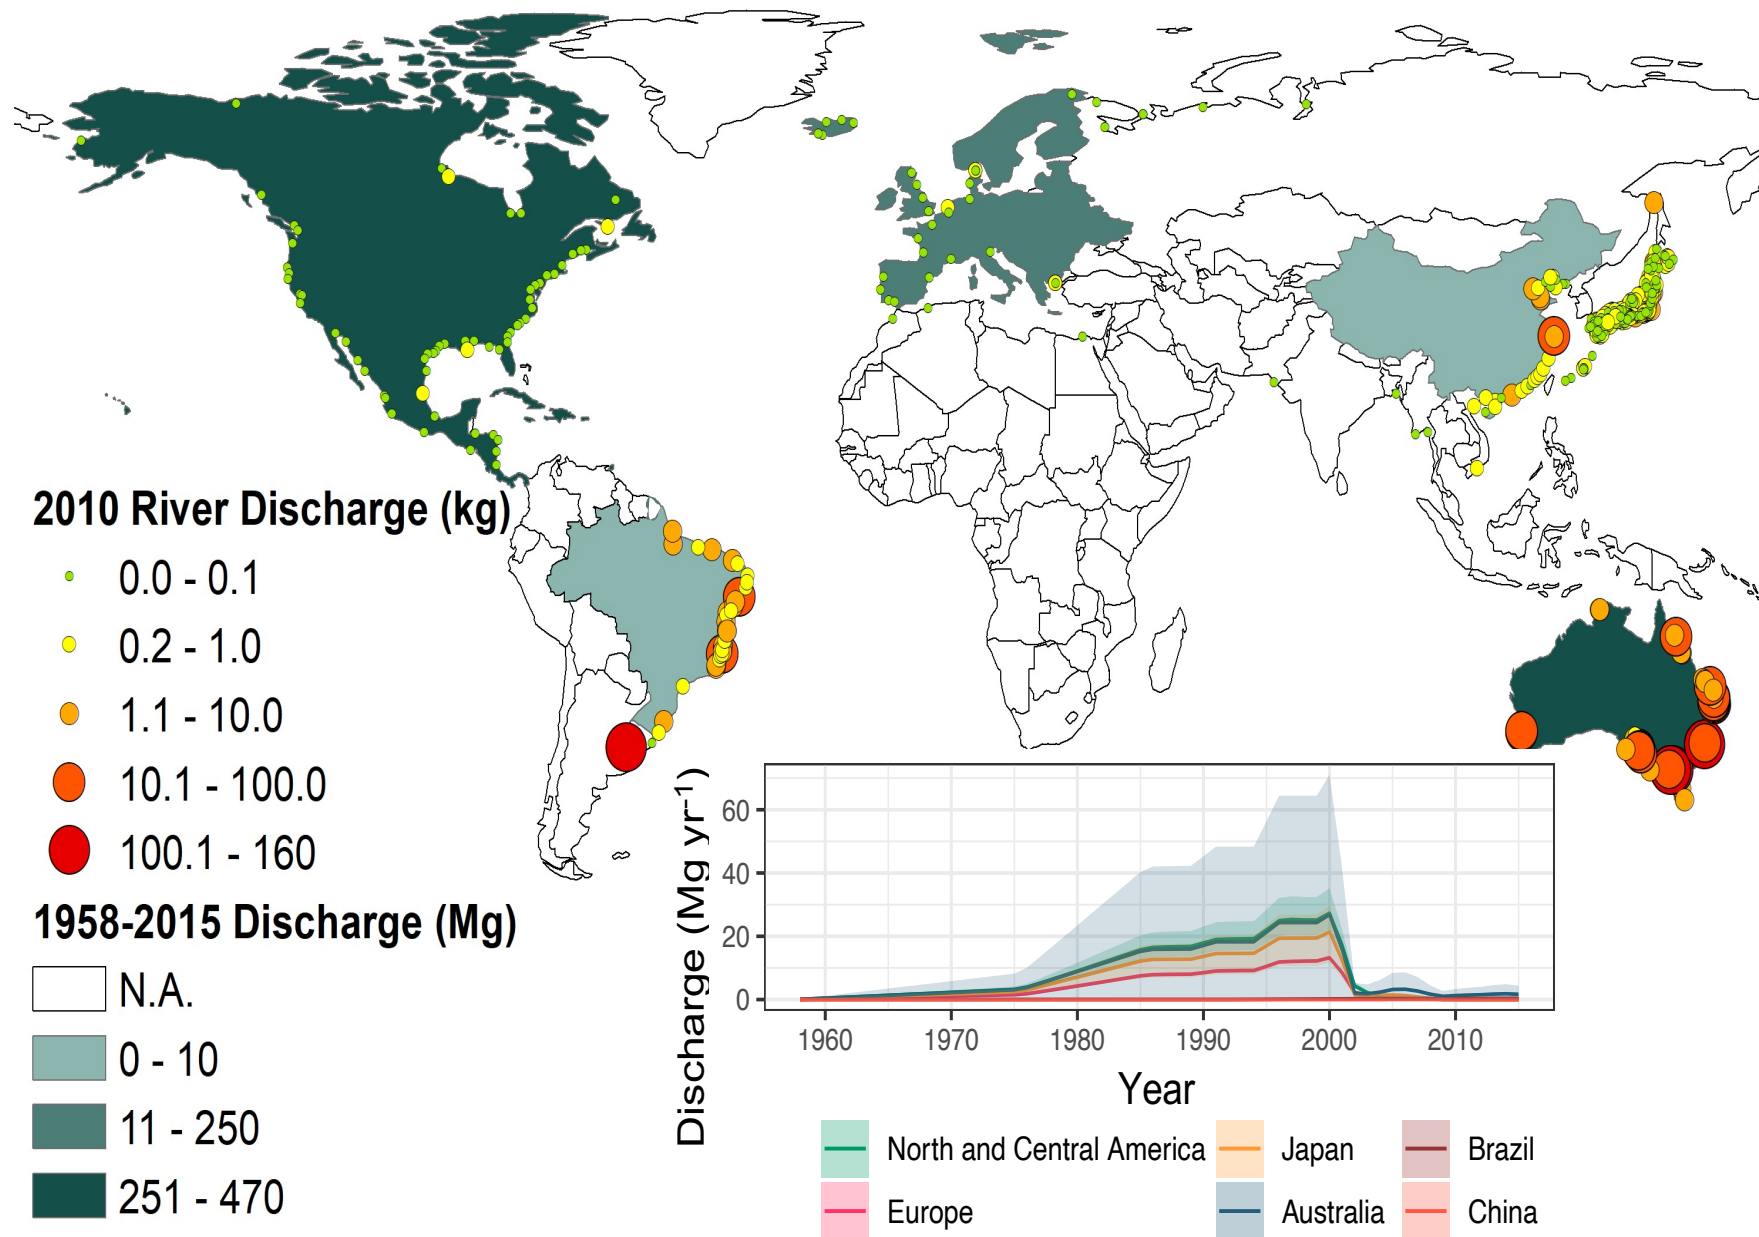 2010 River Discharge (kg)
0.0 - 0.1
0.2 - 1.0
1.1 - 10.0
10.1 - 100.0
100.1 - 160
1958-2015 Discharge (Mg)
N.A.
0 - 10
11 - 250
251 - 470
Discharge (Mg yr⁻¹)
60
40
20
0
1960 1970 1980 1990 2000 2010
Year
North and Central America Japan Brazil
Europe Australia China